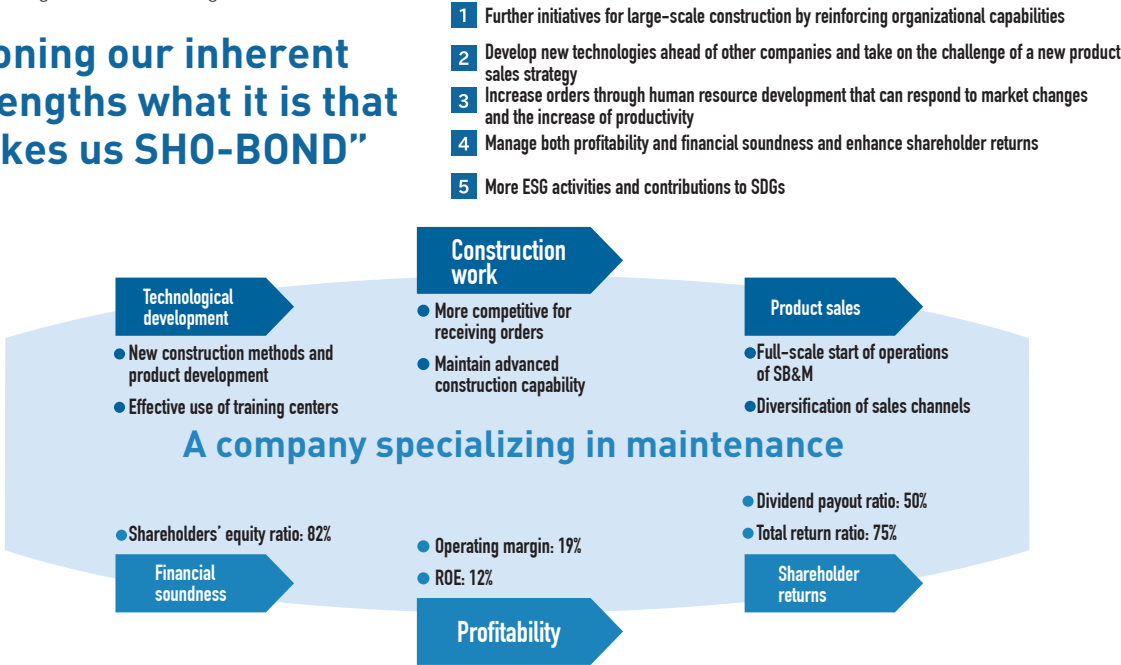 oning our inherent
engths what it is that
kes us SHO-BOND”
1 Further initiatives for large-scale construction by reinforcing organizational capabilities
2 Develop new technologies ahead of other companies and take on the challenge of a new product
sales strategy
3 Increase orders through human resource development that can respond to market changes
and the increase of productivity
4 Manage both profitability and financial soundness and enhance shareholder returns
5 More ESG activities and contributions to SDGs
Technological
development
● New construction methods and
product development
● Effective use of training centers
Construction
work
● More competitive for
receiving orders
● Maintain advanced
construction capability
Product sales
●Full-scale start of operations
of SB&M
●Diversification of sales channels
A company specializing in maintenance
●Shareholders’ equity ratio: 82%
Financial
soundness
● Operating margin: 19%
● ROE: 12%
Profitability
● Dividend payout ratio: 50%
● Total return ratio: 75%
Shareholder
returns